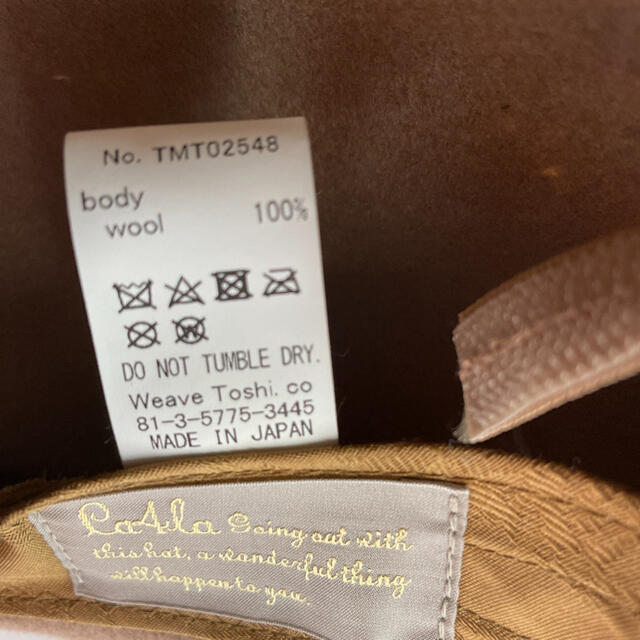 No. TMT02548
body
wool 100%
DO NOT TUMBLE DRY.
Weave Toshi. co
81-3-5775-3445
MADE IN JAPAN
Ca4la Going out with
this hat, a wonderful thing
will happen to you.